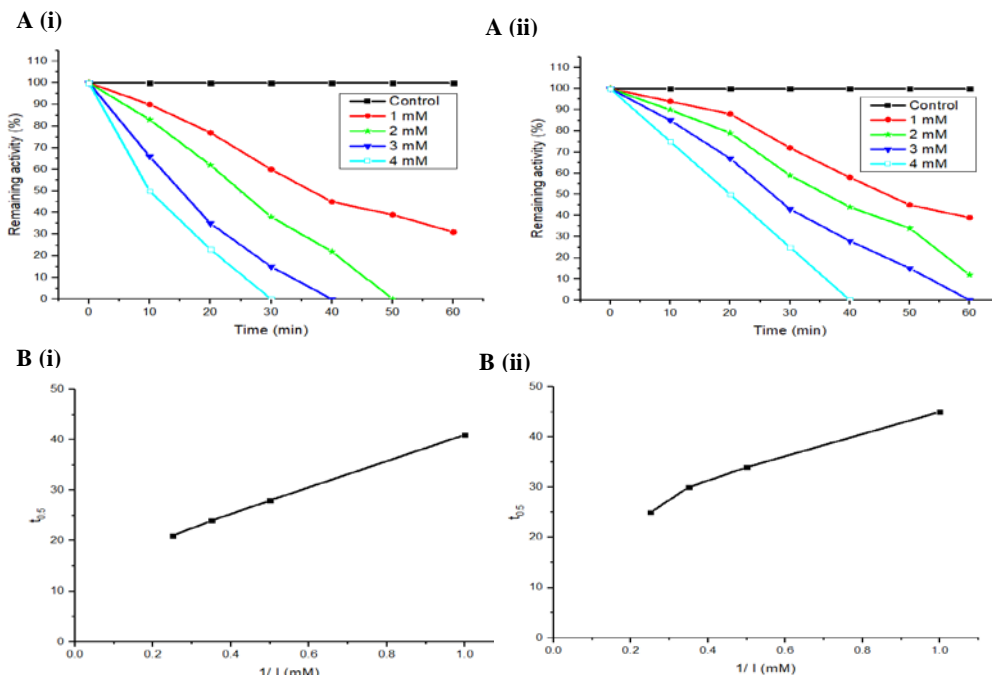 A (i)
110
100
90
80
70
60
50
40
30
20
10
0
Remaining activity (%)
Control
1 mM
2 mM
3 mM
4 mM
0 10 20 30 40 50 60
Time (min)
A (ii)
110
100
90
80
70
60
50
40
30
20
10
0
Remaining activity (%)
Control
1 mM
2 mM
3 mM
4 mM
0 10 20 30 40 50 60
Time (min)
B (i)
50
40
30
20
10
0
t0.5
0.0 0.2 0.4 0.6 0.8 1.0
1/ I (mM)
B (ii)
50
40
30
20
10
0
t0.5
0.0 0.2 0.4 0.6 0.8 1.0
1/ I (mM)